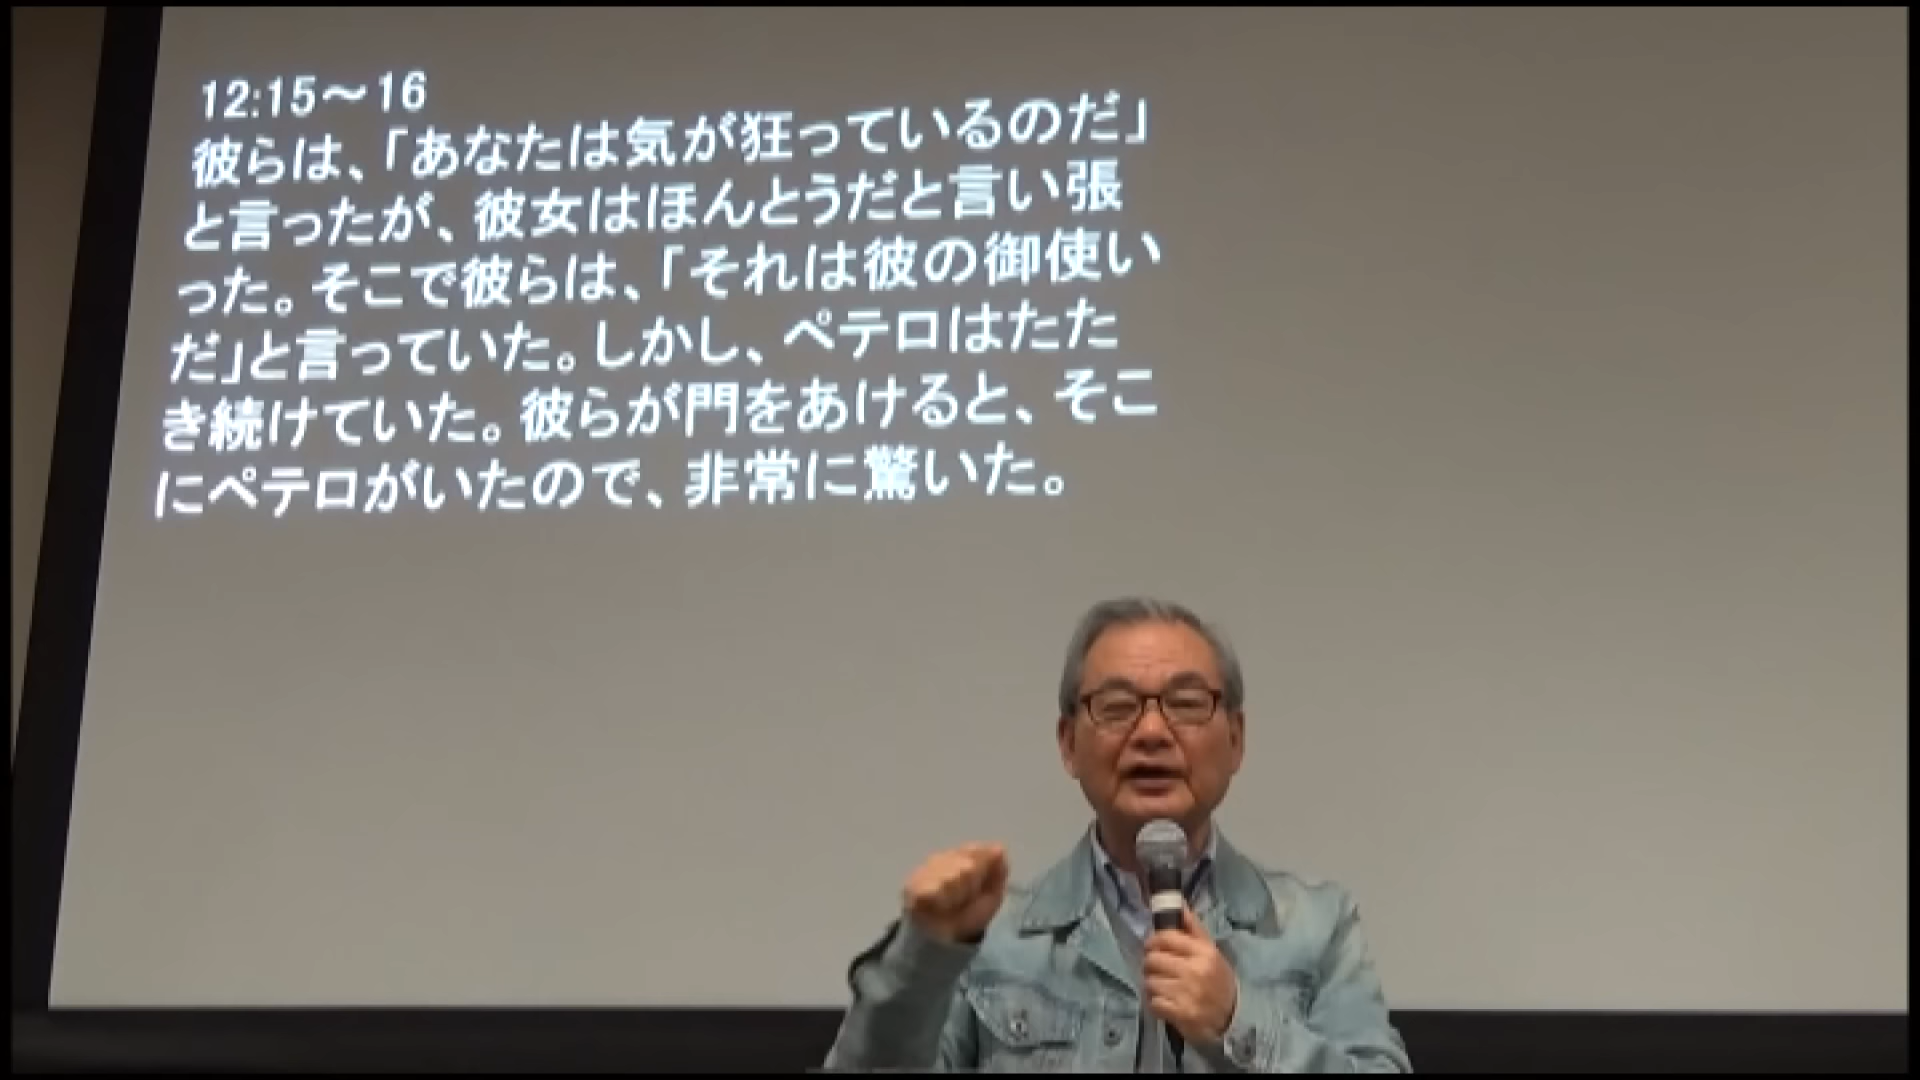 12:15～16
彼らは、「あなたは気が狂っているのだ」
と言ったが、彼女はほんとうだと言い張
った。そこで彼らは、「それは彼の御使い
だ」と言っていた。しかし、ペテロはたた
き続けていた。彼らが門をあけると、そこ
にペテロがいたので、非常に驚いた。